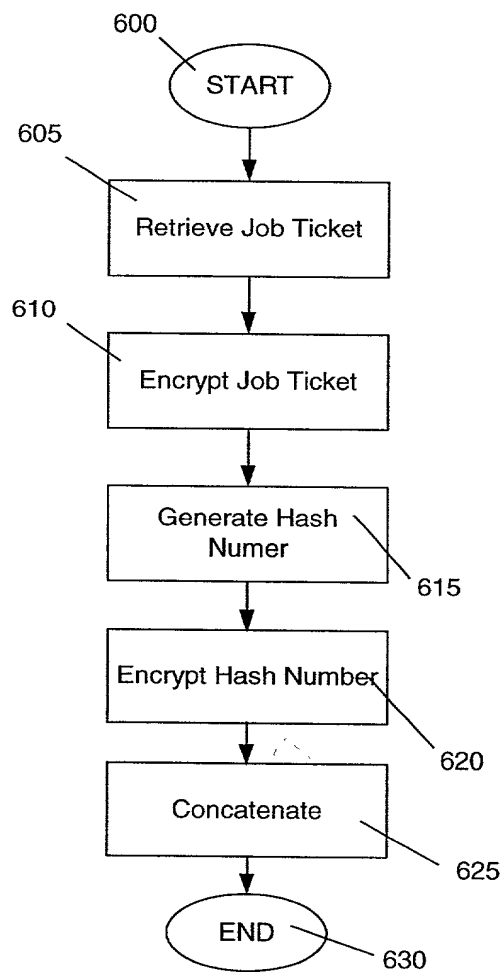 600
START
605
Retrieve Job Ticket
610
Encrypt Job Ticket
Generate Hash
Numer
615
Encrypt Hash Number
620
Concatenate
625
END
630